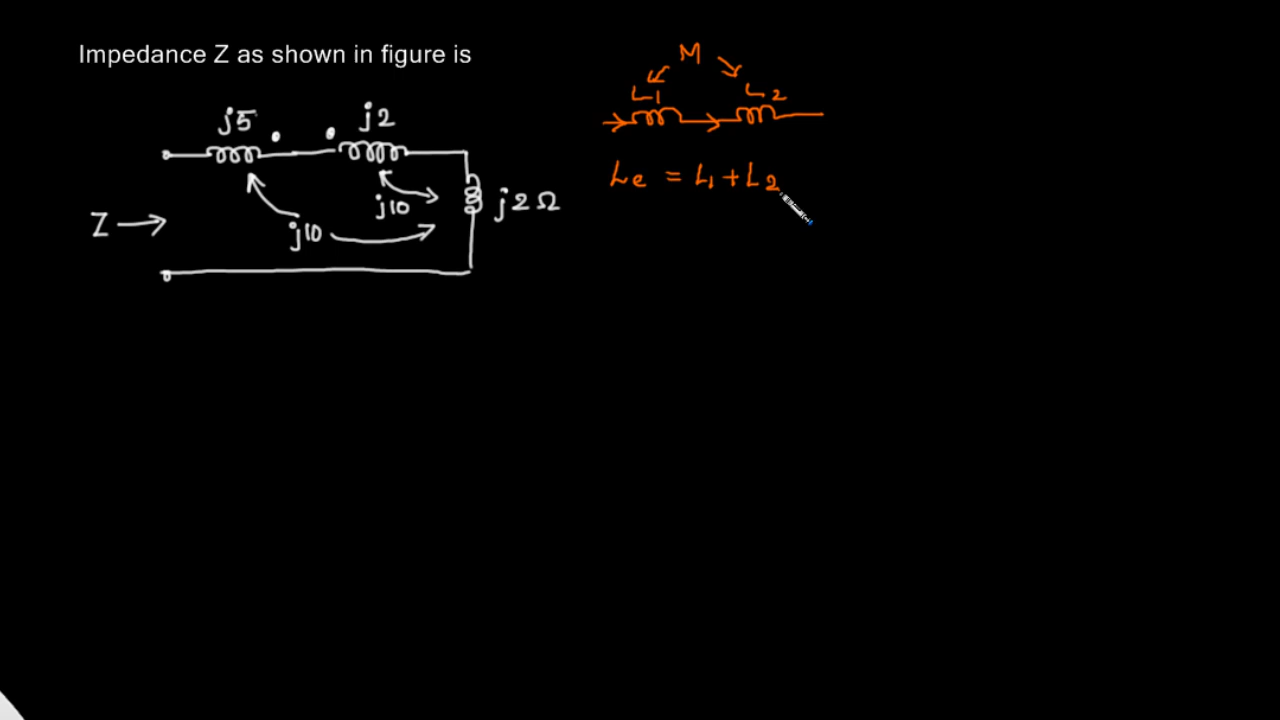 Impedance Z as shown in figure is
M
L1 L2
Le = L1 + L2
j5 j2
j10
j2Ω
Z
j10